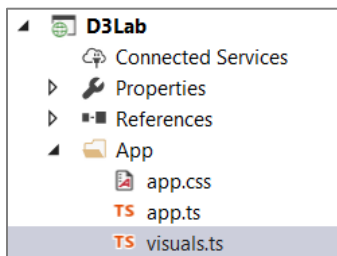 D3Lab
Connected Services
Properties
References
App
app.css
TS app.ts
TS visuals.ts